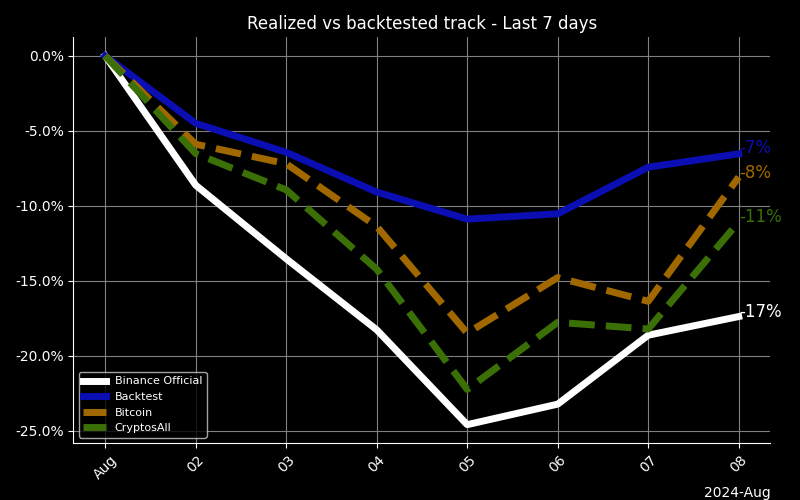 Realized vs backtested track - Last 7 days
0.0%
-5.0%
-10.0%
-15.0%
-20.0%
-25.0%
-7%
-8%
-11%
-17%
Binance Official
Backtest
Bitcoin
CryptosAll
Aug
02
03
04
05
06
07
08
2024-Aug